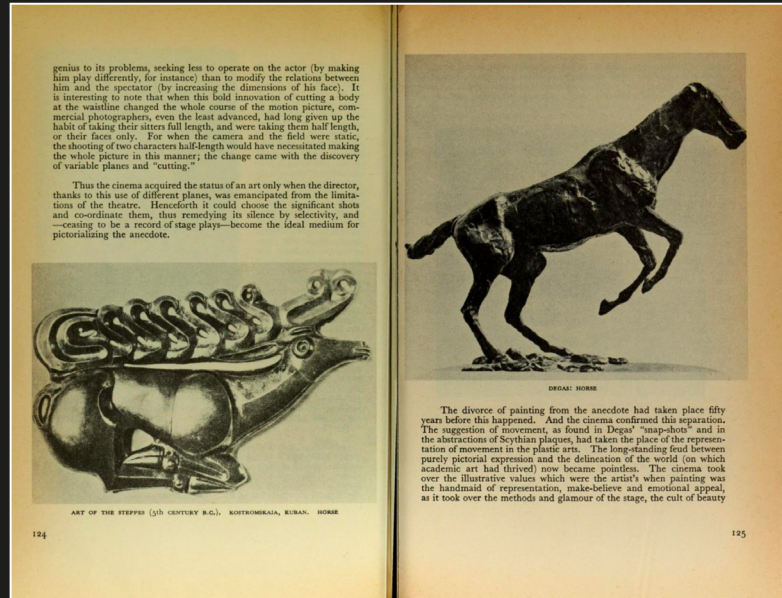 genius to its problems, seeking less to operate on the actor (by making
him play differently, for instance) than to modify the relations between
him and the spectator (by increasing the dimensions of his face). It
is interesting to note that when this bold innovation of cutting a body
at the waistline changed the whole course of the motion picture, com-
mercial photographers, even the least advanced, had long given up the
habit of taking their sitters full length, and were taking them half length,
or their faces only. For when the camera and the field were static,
the shooting of two characters half-length would have necessitated making
the whole picture in this manner; the change came with the discovery
of variable planes and “cutting.”
Thus the cinema acquired the status of an art only when the director,
thanks to this use of different planes, was emancipated from the limita-
tions of the theatre. Henceforth it could choose the significant shots
and co-ordinate them, thus remedying its silence by selectivity, and
—ceasing to be a record of stage plays—become the ideal medium for
pictorializing the anecdote.
ART OF THE STEPPES (5th CENTURY B.C.). KOSTROMSKAIA, KUBAN. HORSE
124
DEGAS: HORSE
The divorce of painting from the anecdote had taken place fifty
years before this happened. And the cinema confirmed this separation.
The suggestion of movement, as found in Degas’ “snap-shots” and in
the abstractions of Scythian plaques, had taken the place of the represen-
tation of movement in the plastic arts. The long-standing feud between
purely pictorial expression and the delineation of the world (on which
academic art had thrived) now became pointless. The cinema took
over the illustrative values which were the artist’s when painting was
the handmaid of representation, make-believe and emotional appeal,
as it took over the methods and glamour of the stage, the cult of beauty
125